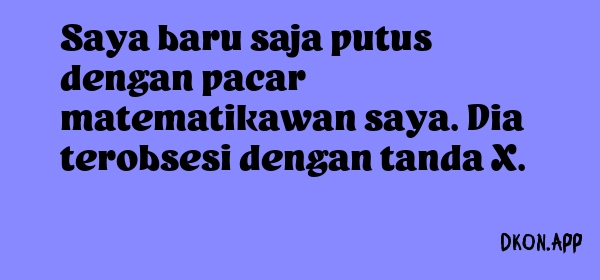 Saya baru saja putus
dengan pacar
matematikawan saya. Dia
terobsesi dengan tanda X.
DKON.APP